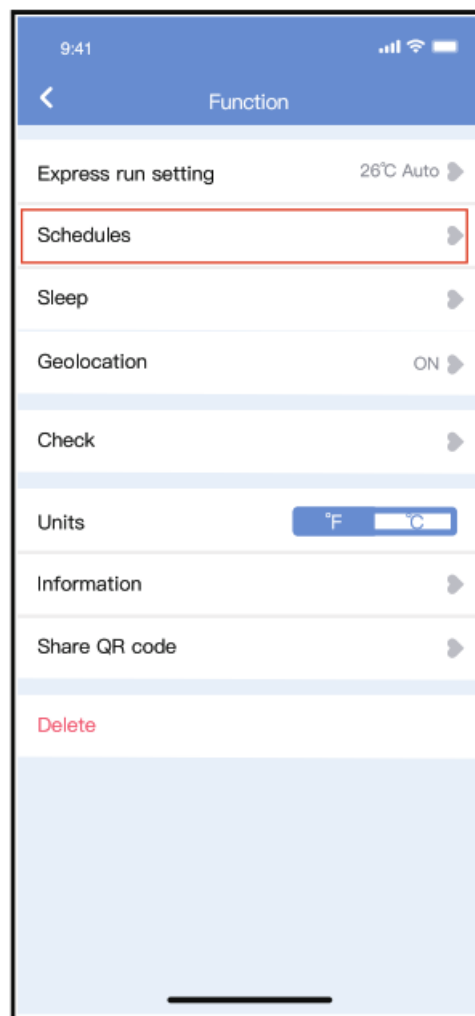 9:41
Function
Express run setting 26℃ Auto
Schedules
Sleep
Geolocation ON
Check
Units ℉ ℃
Information
Share QR code
Delete